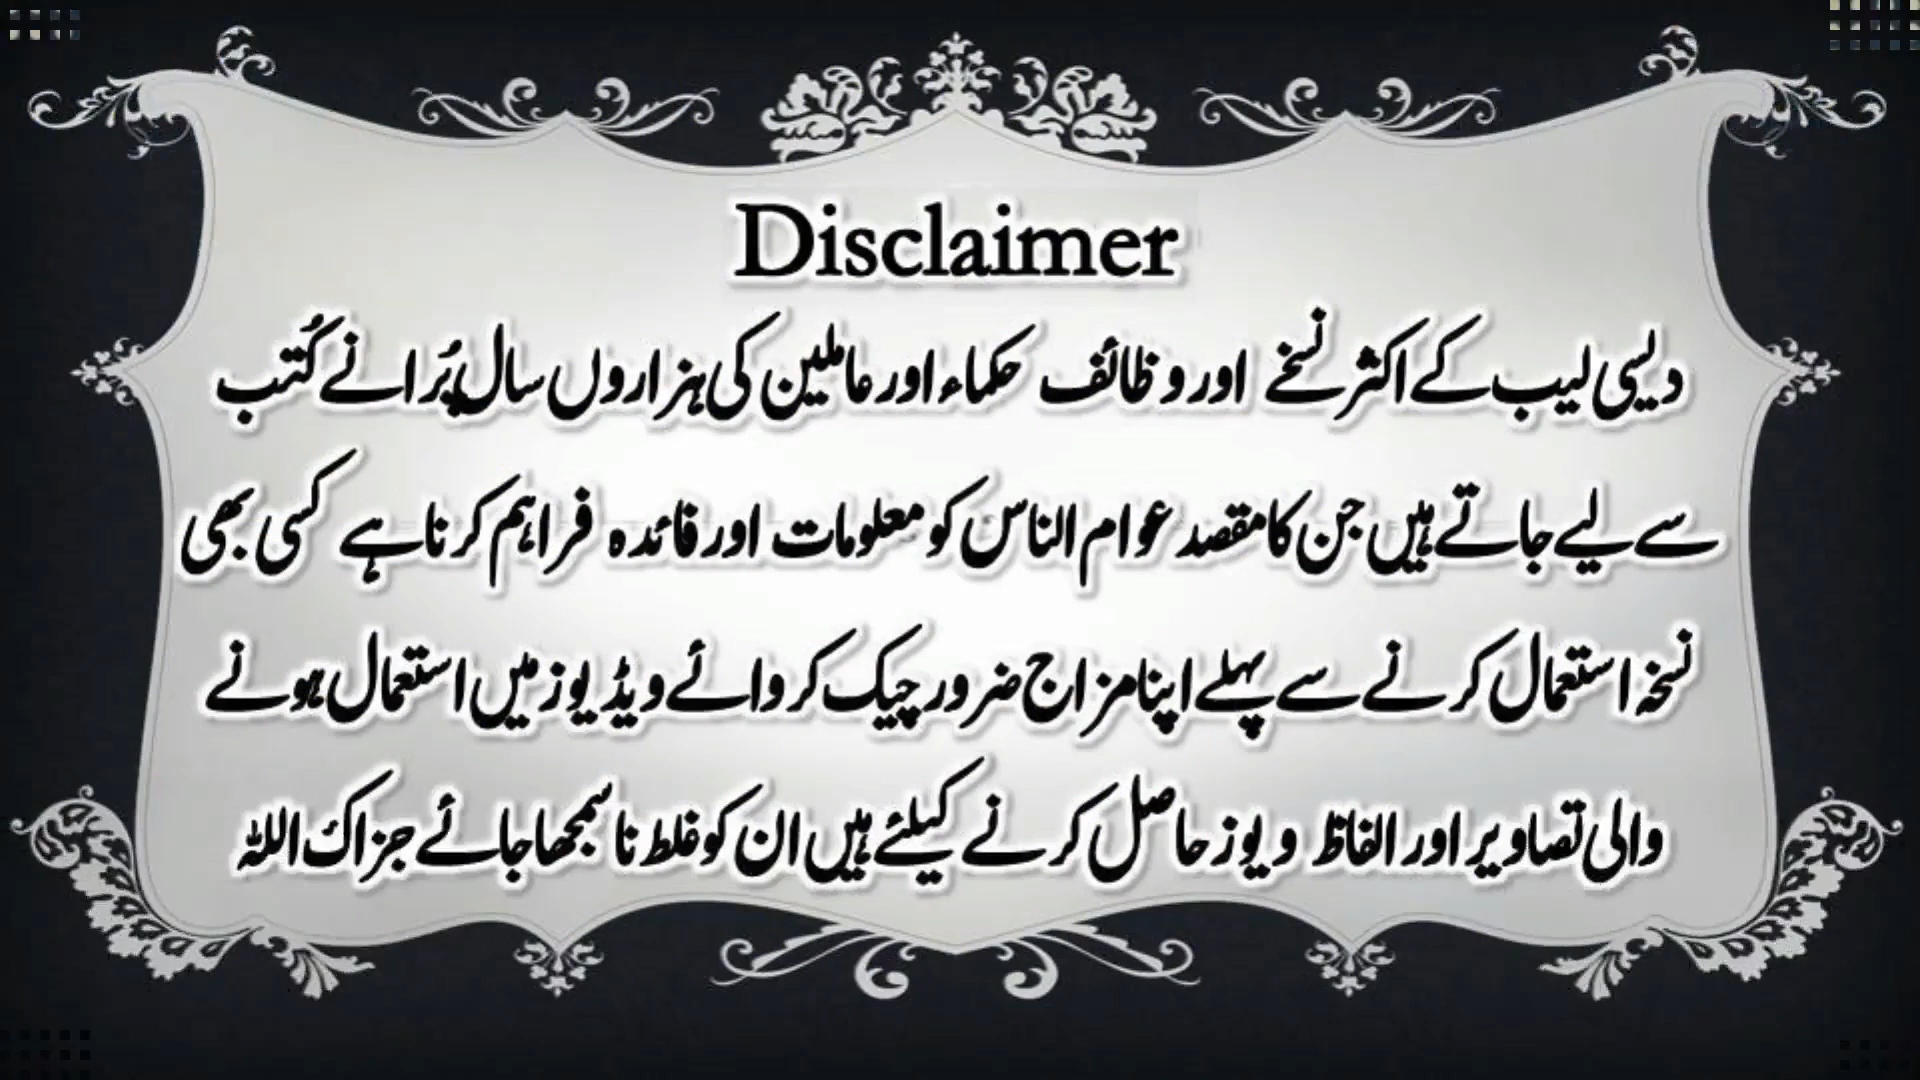 Disclaimer
دیسی لیب کے اکثر نسخے اور وظائف حکماء اور عاملین کی ہزاروں سال پُرانے کُتب
سے لیے جاتے ہیں جن کا مقصد عوام الناس کو معلومات اور فائدہ فراہم کرنا ہے کسی بھی
نسخہ استعمال کرنے سے پہلے اپنا مزاج ضرور چیک کروائے ویڈیوز میں استعمال ہونے
والی تصاویر اور الفاظ ویوز حاصل کرنے کیلئے ہیں ان کو غلط نا سمجھا جائے جزاک اللہ